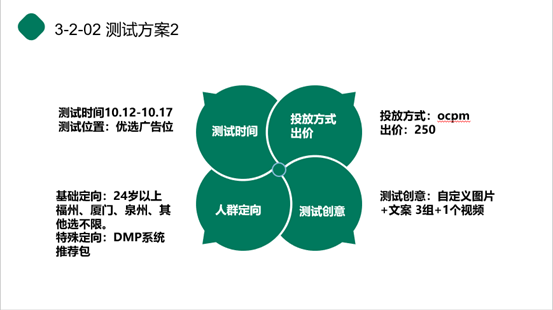 3-2-02 测试方案2
测试时间10.12-10.17
测试位置：优选广告位
测试时间
投放方式
出价
投放方式：ocpm
出价：250
基础定向：24岁以上
福州、厦门、泉州、其
他选不限。
特殊定向：DMP系统
推荐包
人群定向
测试创意
测试创意：自定义图片
+文案 3组+1个视频